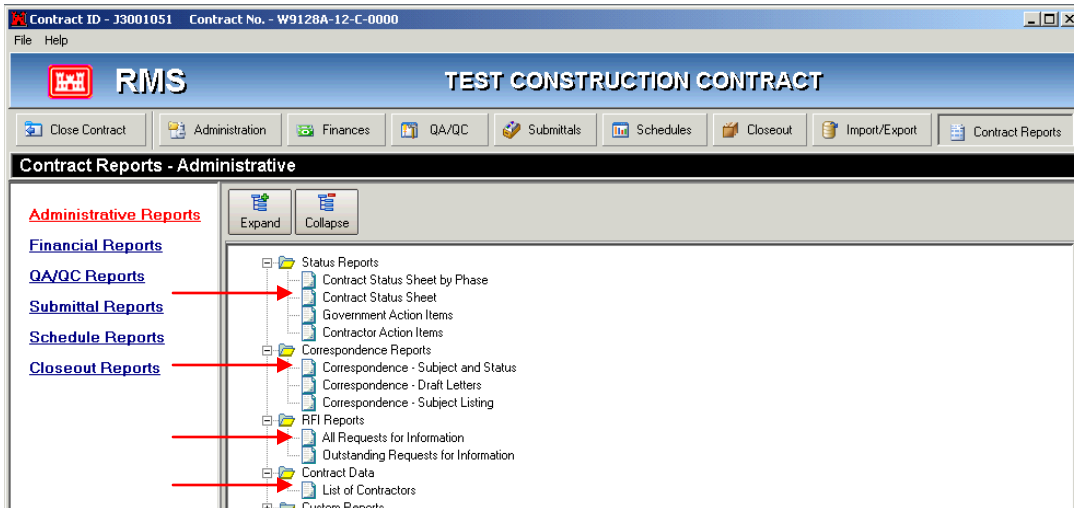 Contract ID - J3001051 Contract No. - W9128A-12-C-0000
File Help
RMS TEST CONSTRUCTION CONTRACT
Close Contract Administration Finances QA/QC Submittals Schedules Closeout Import/Export Contract Reports
Contract Reports - Administrative
Administrative Reports
Financial Reports
QA/QC Reports
Submittal Reports
Schedule Reports
Closeout Reports
Expand Collapse
Status Reports
Contract Status Sheet by Phase
Contract Status Sheet
Government Action Items
Contractor Action Items
Correspondence Reports
Correspondence - Subject and Status
Correspondence - Draft Letters
Correspondence - Subject Listing
RFI Reports
All Requests for Information
Outstanding Requests for Information
Contract Data
List of Contractors
Custom Reports